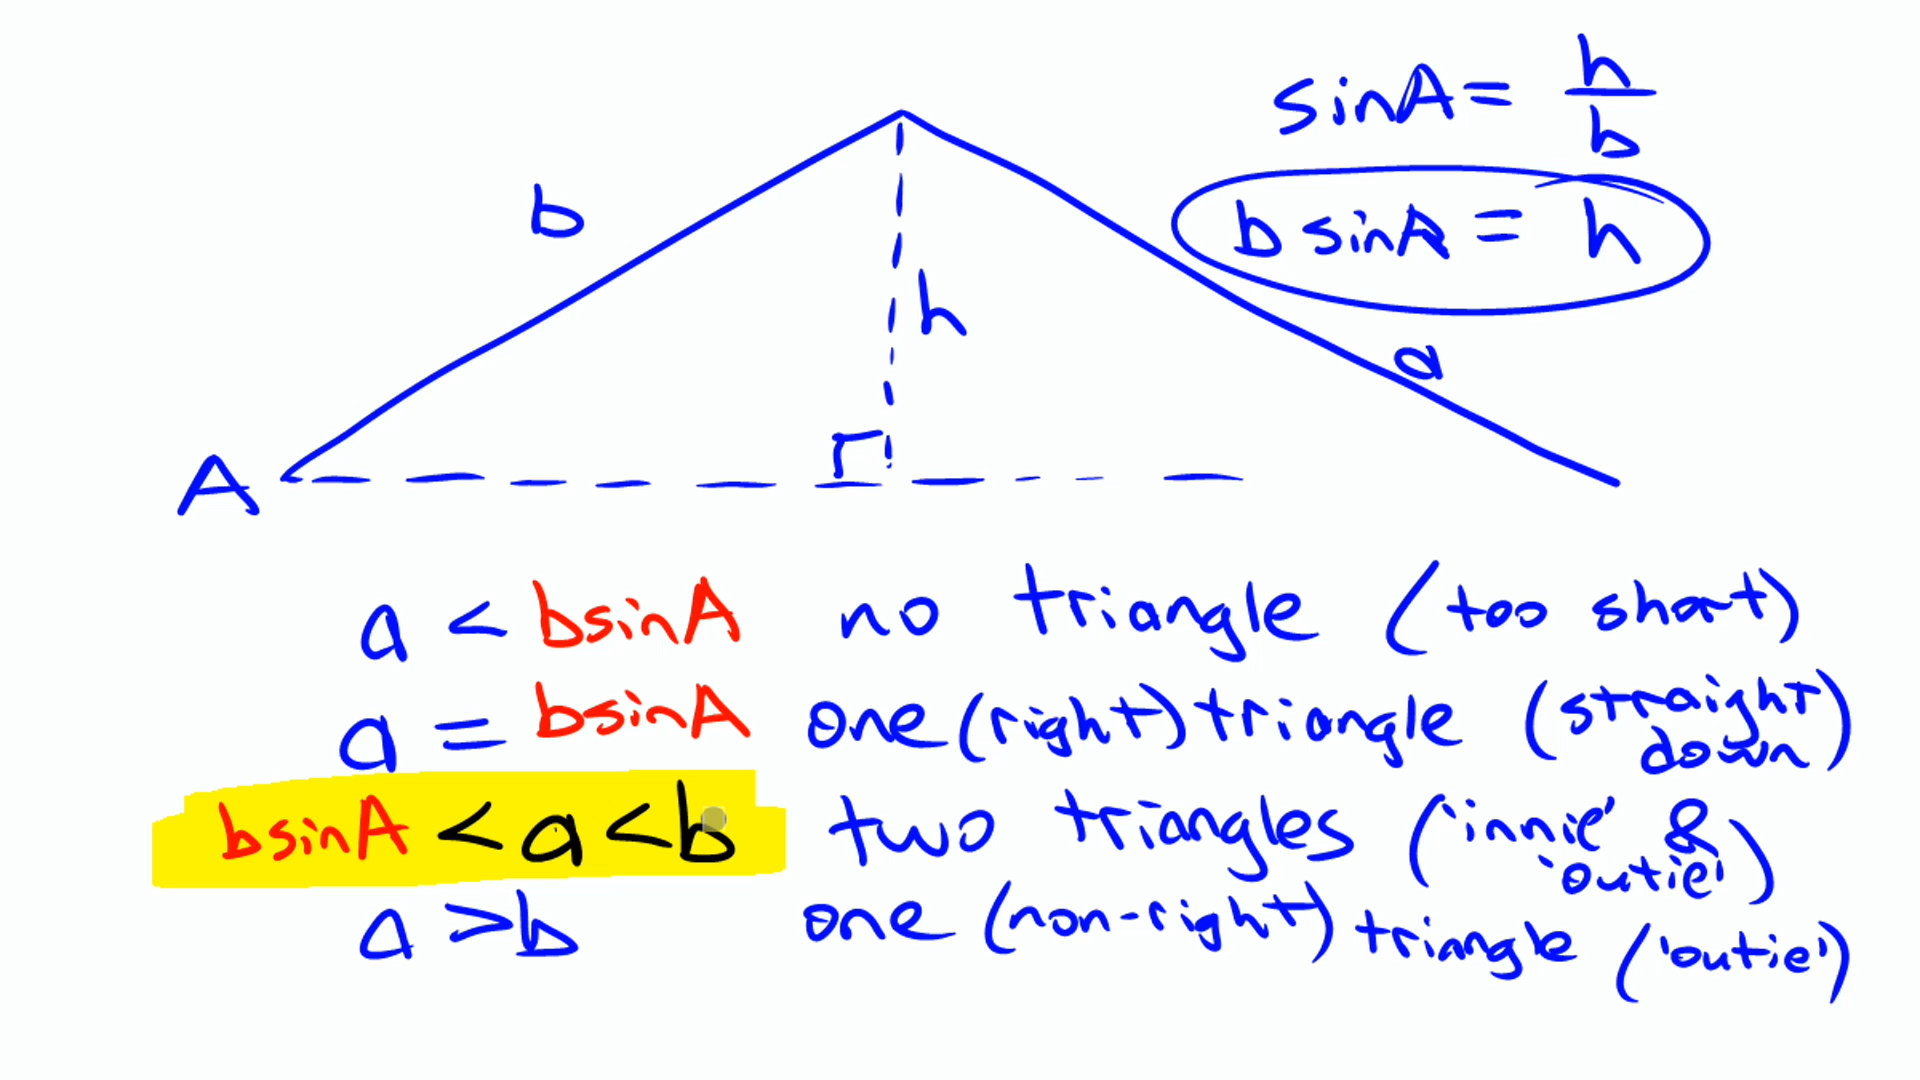 sinA = h/b
b sinA = h
b
h
a
A
a < bsinA no triangle (too short)
a = bsinA one (right) triangle (straight down)
bsinA < a < b two triangles ('innie' & 'outie')
a > b one (non-right) triangle ('outie')